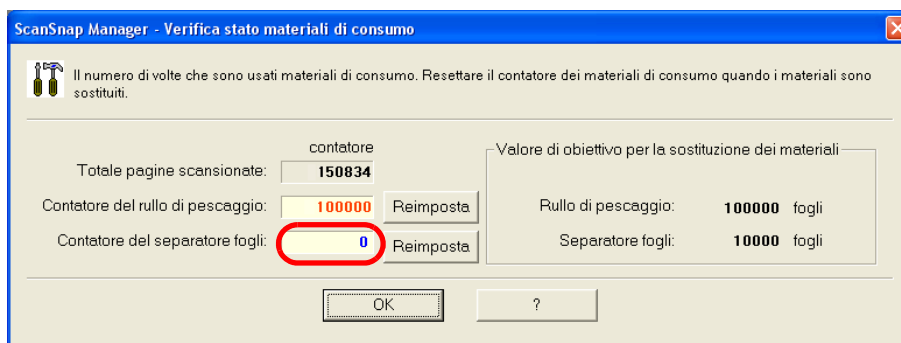 ScanSnap Manager - Verifica stato materiali di consumo
Il numero di volte che sono usati materiali di consumo. Resettare il contatore dei materiali di consumo quando i materiali sono
sostituiti.
contatore
Totale pagine scansionate: 150834
Contatore del rullo di pescaggio: 100000 Reimposta
Contatore del separatore fogli: 0 Reimposta
Valore di obiettivo per la sostituzione dei materiali
Rullo di pescaggio: 100000 fogli
Separatore fogli: 10000 fogli
OK ?